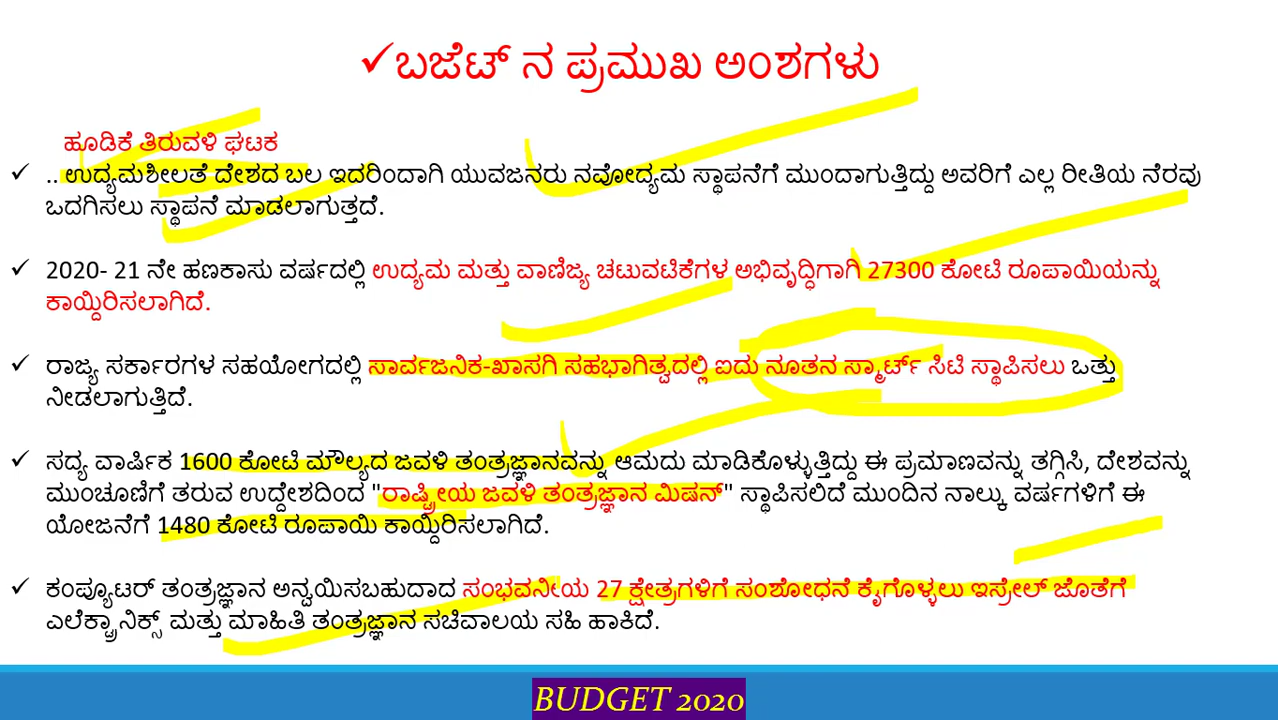 ✓ಬಜೆಟ್ ನ ಪ್ರಮುಖ ಅಂಶಗಳು
ಹೂಡಿಕೆ ತಿರುವಳಿ ಘಟಕ
✓ .. ಉದ್ಯಮಶೀಲತೆ ದೇಶದ ಬಲ ಇದರಿಂದಾಗಿ ಯುವಜನರು ನವೋದ್ಯಮ ಸ್ಥಾಪನೆಗೆ ಮುಂದಾಗುತ್ತಿದ್ದು ಅವರಿಗೆ ಎಲ್ಲ ರೀತಿಯ ನೆರವು
ಒದಗಿಸಲು ಸ್ಥಾಪನೆ ಮಾಡಲಾಗುತ್ತದೆ.
✓ 2020- 21 ನೇ ಹಣಕಾಸು ವರ್ಷದಲ್ಲಿ ಉದ್ಯಮ ಮತ್ತು ವಾಣಿಜ್ಯ ಚಟುವಟಿಕೆಗಳ ಅಭಿವೃದ್ಧಿಗಾಗಿ 27300 ಕೋಟಿ ರೂಪಾಯಿಯನ್ನು
ಕಾಯ್ದಿರಿಸಲಾಗಿದೆ.
✓ ರಾಜ್ಯ ಸರ್ಕಾರಗಳ ಸಹಯೋಗದಲ್ಲಿ ಸಾರ್ವಜನಿಕ-ಖಾಸಗಿ ಸಹಭಾಗಿತ್ವದಲ್ಲಿ ಐದು ನೂತನ ಸ್ಮಾರ್ಟ್ ಸಿಟಿ ಸ್ಥಾಪಿಸಲು ಒತ್ತು
ನೀಡಲಾಗುತ್ತಿದೆ.
✓ ಸದ್ಯ ವಾರ್ಷಿಕ 1600 ಕೋಟಿ ಮೌಲ್ಯದ ಜವಳಿ ತಂತ್ರಜ್ಞಾನವನ್ನು ಆಮದು ಮಾಡಿಕೊಳ್ಳುತ್ತಿದ್ದು ಈ ಪ್ರಮಾಣವನ್ನು ತಗ್ಗಿಸಿ, ದೇಶವನ್ನು
ಮುಂಚೂಣಿಗೆ ತರುವ ಉದ್ದೇಶದಿಂದ "ರಾಷ್ಟ್ರೀಯ ಜವಳಿ ತಂತ್ರಜ್ಞಾನ ಮಿಷನ್" ಸ್ಥಾಪಿಸಲಿದೆ ಮುಂದಿನ ನಾಲ್ಕು ವರ್ಷಗಳಿಗೆ ಈ
ಯೋಜನೆಗೆ 1480 ಕೋಟಿ ರೂಪಾಯಿ ಕಾಯ್ದಿರಿಸಲಾಗಿದೆ.
✓ ಕಂಪ್ಯೂಟರ್ ತಂತ್ರಜ್ಞಾನ ಅನ್ವಯಿಸಬಹುದಾದ ಸಂಭವನೀಯ 27 ಕ್ಷೇತ್ರಗಳಿಗೆ ಸಂಶೋಧನೆ ಕೈಗೊಳ್ಳಲು ಇಸ್ರೇಲ್ ಜೊತೆಗೆ
ಎಲೆಕ್ಟ್ರಾನಿಕ್ಸ್ ಮತ್ತು ಮಾಹಿತಿ ತಂತ್ರಜ್ಞಾನ ಸಚಿವಾಲಯ ಸಹಿ ಹಾಕಿದೆ.
BUDGET 2020